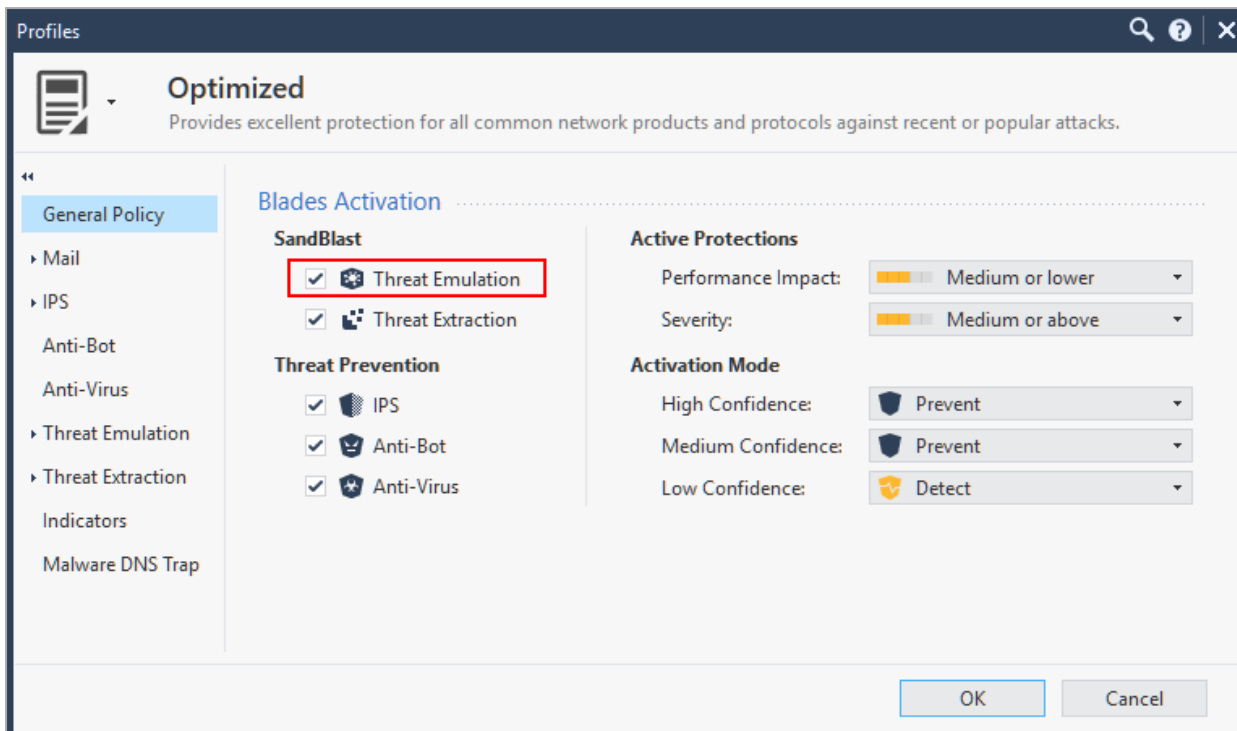 Profiles
Optimized
Provides excellent protection for all common network products and protocols against recent or popular attacks.
General Policy
Mail
IPS
Anti-Bot
Anti-Virus
Threat Emulation
Threat Extraction
Indicators
Malware DNS Trap
Blades Activation
SandBlast
Threat Emulation
Threat Extraction
Threat Prevention
IPS
Anti-Bot
Anti-Virus
Active Protections
Performance Impact: Medium or lower
Severity: Medium or above
Activation Mode
High Confidence: Prevent
Medium Confidence: Prevent
Low Confidence: Detect
OK Cancel